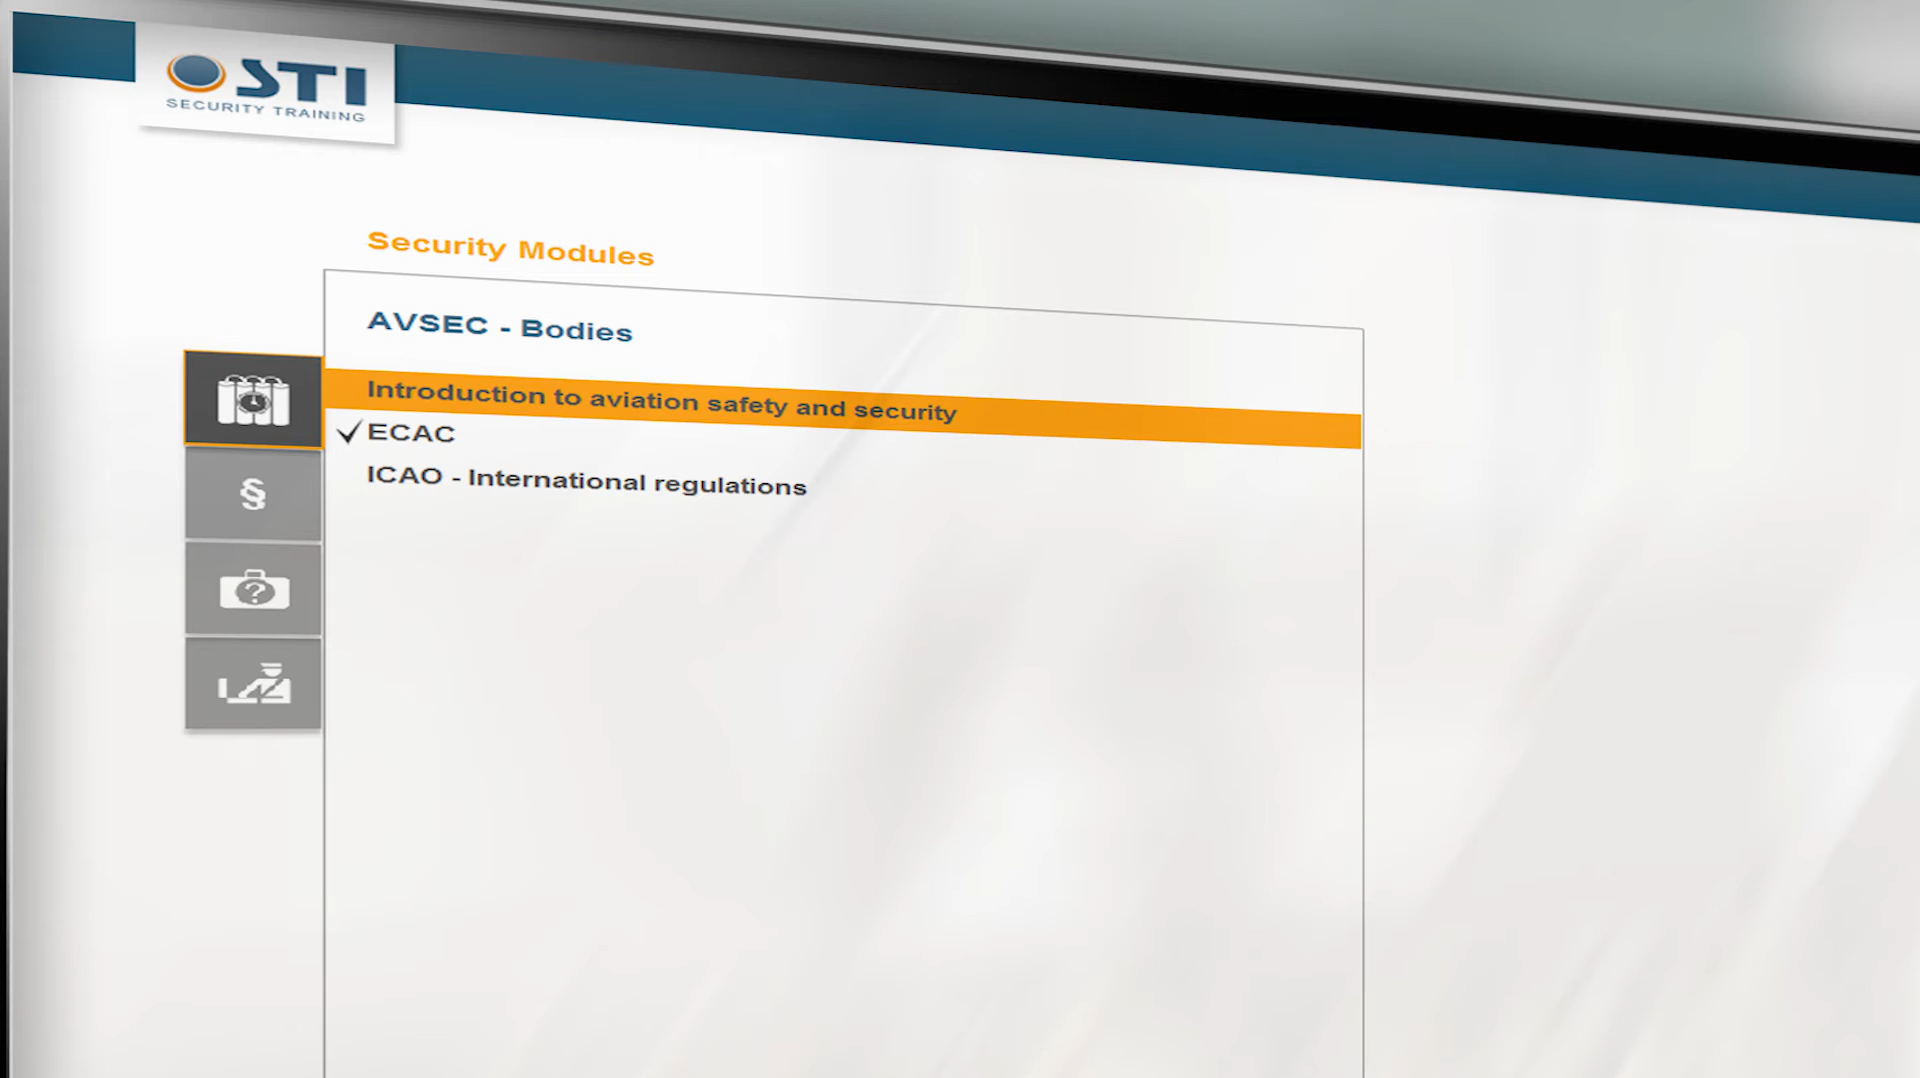 STI
SECURITY TRAINING
Security Modules
AVSEC - Bodies
Introduction to aviation safety and security
ECAC
ICAO - International regulations
§
?